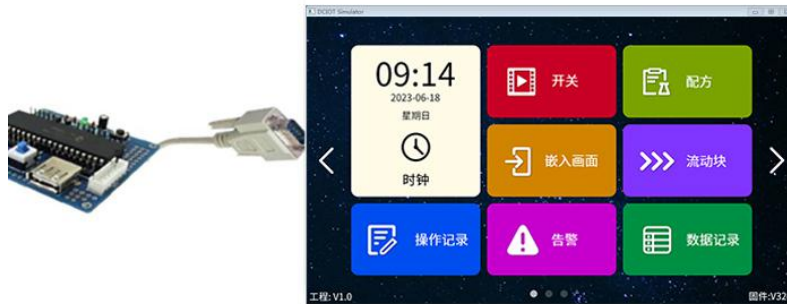 DCIOT Simulator
09:14
2023-06-18
星期日
时钟
开关
配方
嵌入画面
流动块
操作记录
告警
数据记录
工程: V1.0
固件:V32